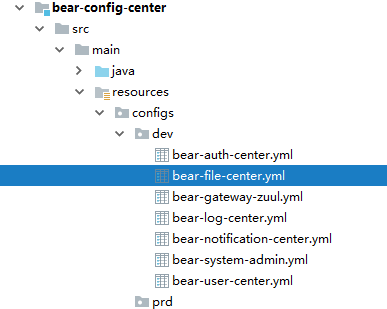 bear-config-center
src
main
java
resources
configs
dev
bear-auth-center.yml
bear-file-center.yml
bear-gateway-zuul.yml
bear-log-center.yml
bear-notification-center.yml
bear-system-admin.yml
bear-user-center.yml
prd